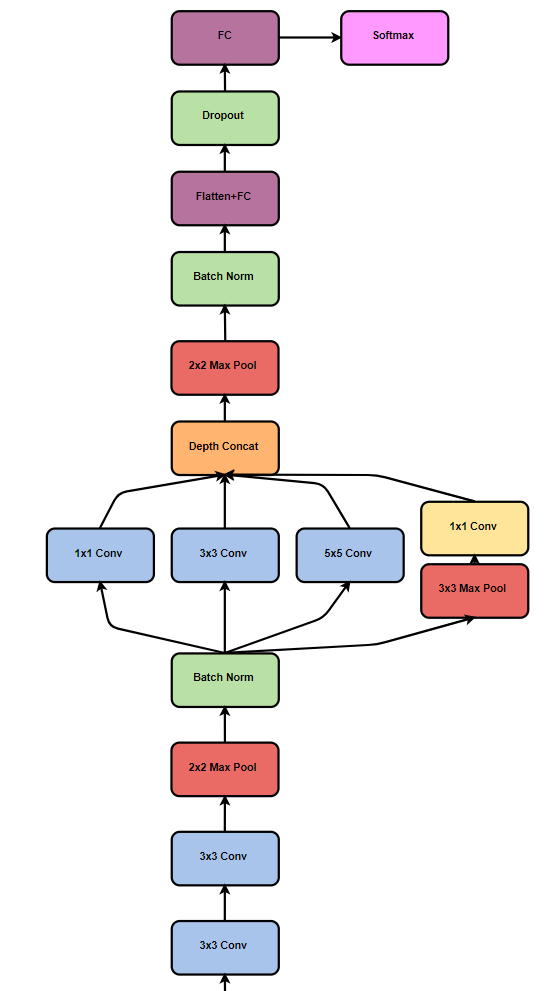 FC
Softmax
Dropout
Flatten+FC
Batch Norm
2x2 Max Pool
Depth Concat
1x1 Conv
3x3 Conv
5x5 Conv
1x1 Conv
3x3 Max Pool
Batch Norm
2x2 Max Pool
3x3 Conv
3x3 Conv